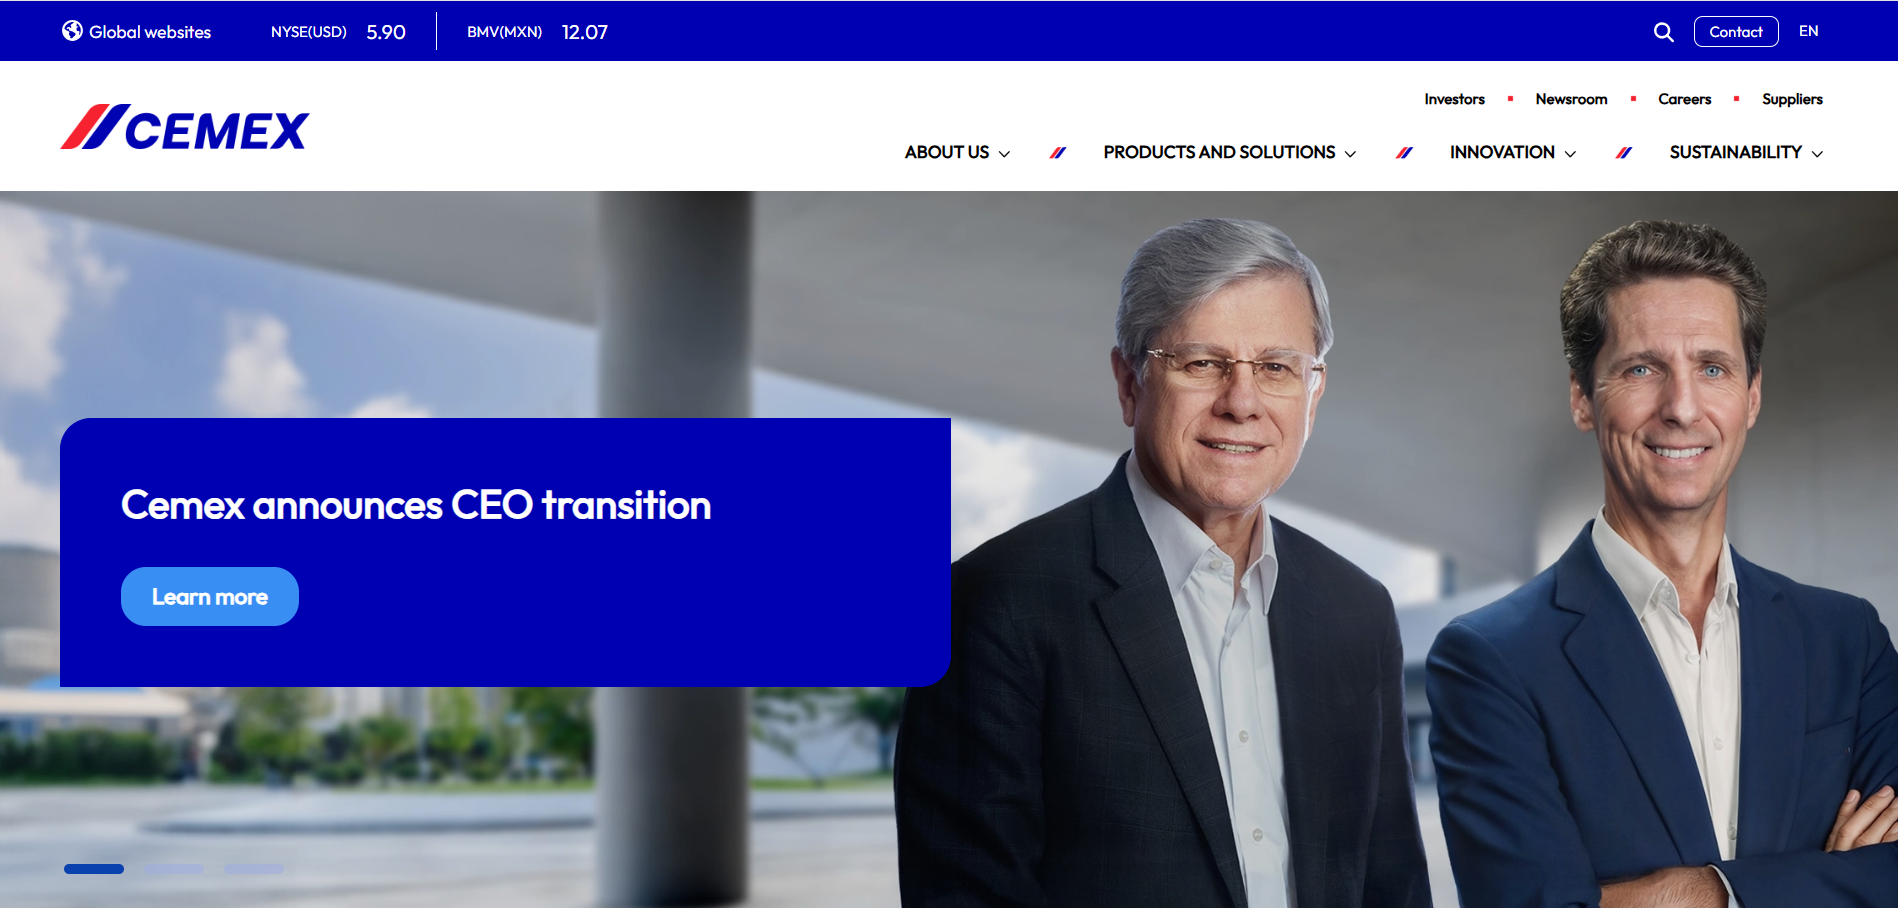 Global websites NYSE(USD) 5.90 BMV(MXN) 12.07 Contact EN
CEMEX
Investors Newsroom Careers Suppliers
ABOUT US PRODUCTS AND SOLUTIONS INNOVATION SUSTAINABILITY
Cemex announces CEO transition
Learn more